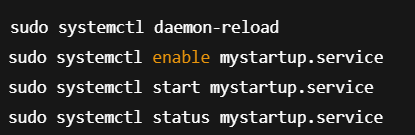 sudo systemctl daemon-reload
sudo systemctl enable mystartup.service
sudo systemctl start mystartup.service
sudo systemctl status mystartup.service